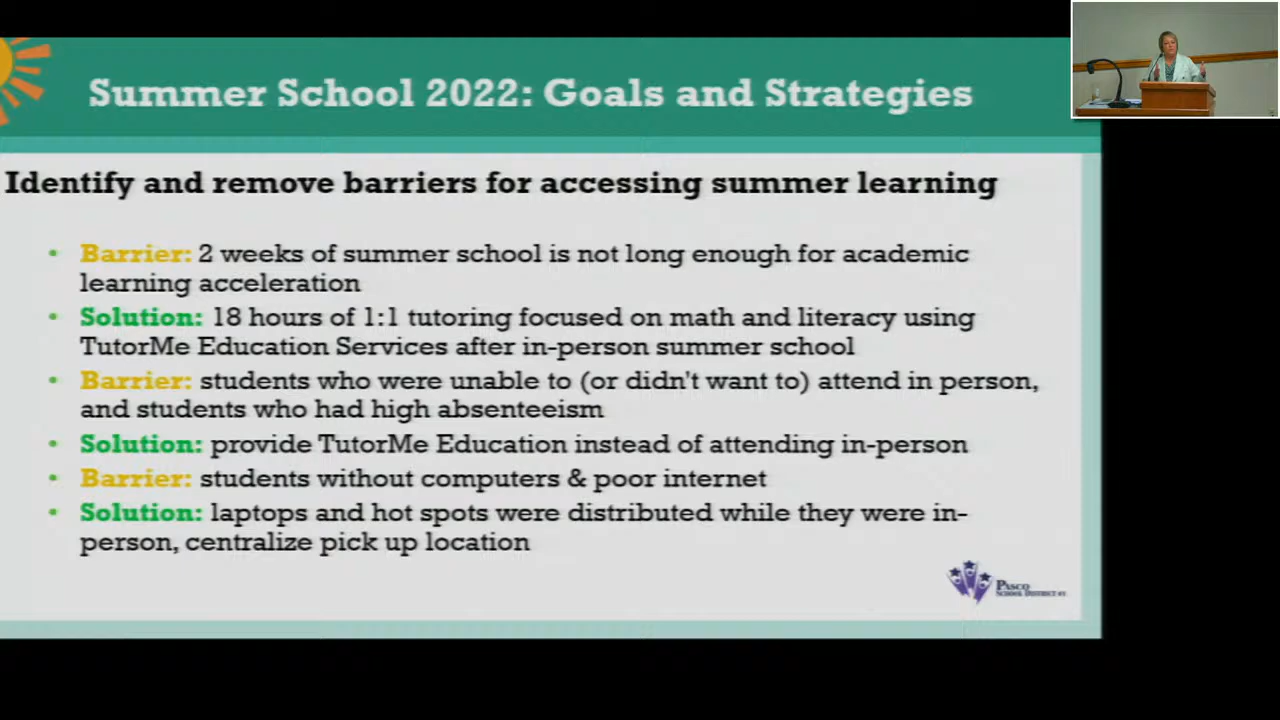 Summer School 2022: Goals and Strategies
Identify and remove barriers for accessing summer learning
• Barrier: 2 weeks of summer school is not long enough for academic
learning acceleration
• Solution: 18 hours of 1:1 tutoring focused on math and literacy using
TutorMe Education Services after in-person summer school
• Barrier: students who were unable to (or didn't want to) attend in person,
and students who had high absenteeism
• Solution: provide TutorMe Education instead of attending in-person
• Barrier: students without computers & poor internet
• Solution: laptops and hot spots were distributed while they were in-
person, centralize pick up location
PASCO
SCHOOL DISTRICT #1